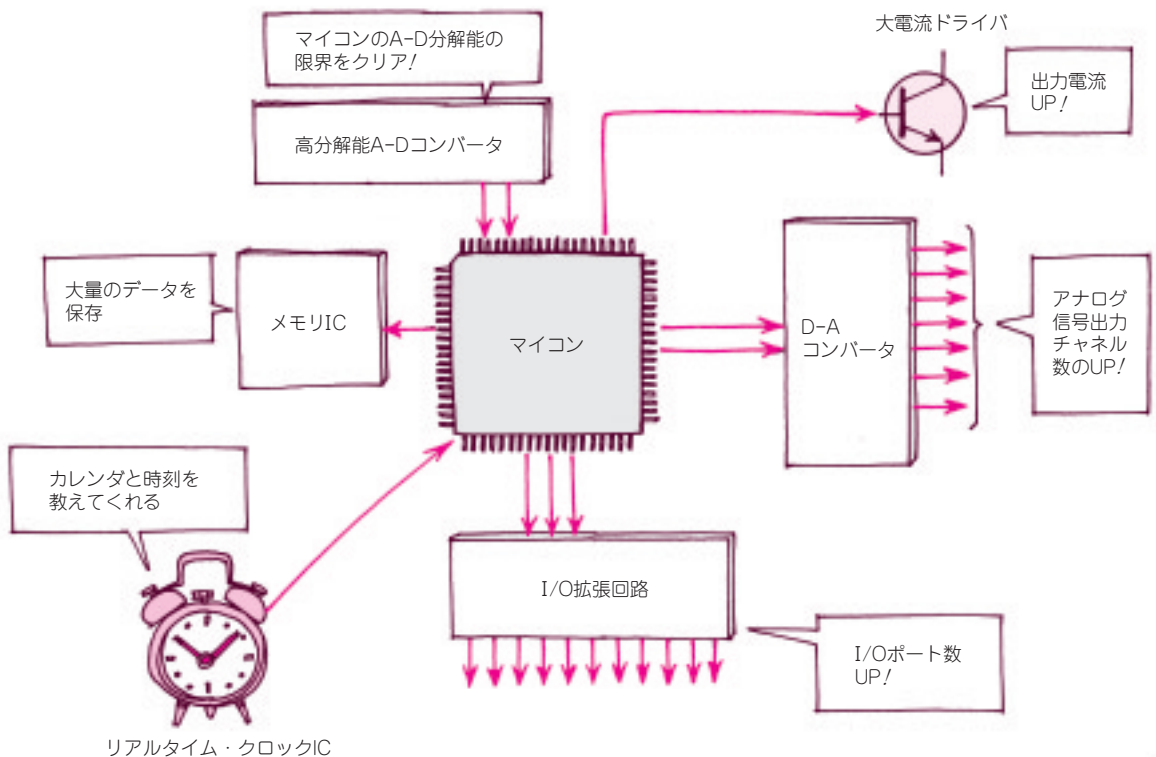 マイコンのA-D分解能の
限界をクリア!
高分解能A-Dコンバータ
大電流ドライバ
出力電流
UP!
大量のデータを
保存
メモリIC
マイコン
D-A
コンバータ
アナログ
信号出力
チャネル
数のUP!
カレンダと時刻を
教えてくれる
リアルタイム・クロックIC
I/O拡張回路
I/Oポート数
UP!